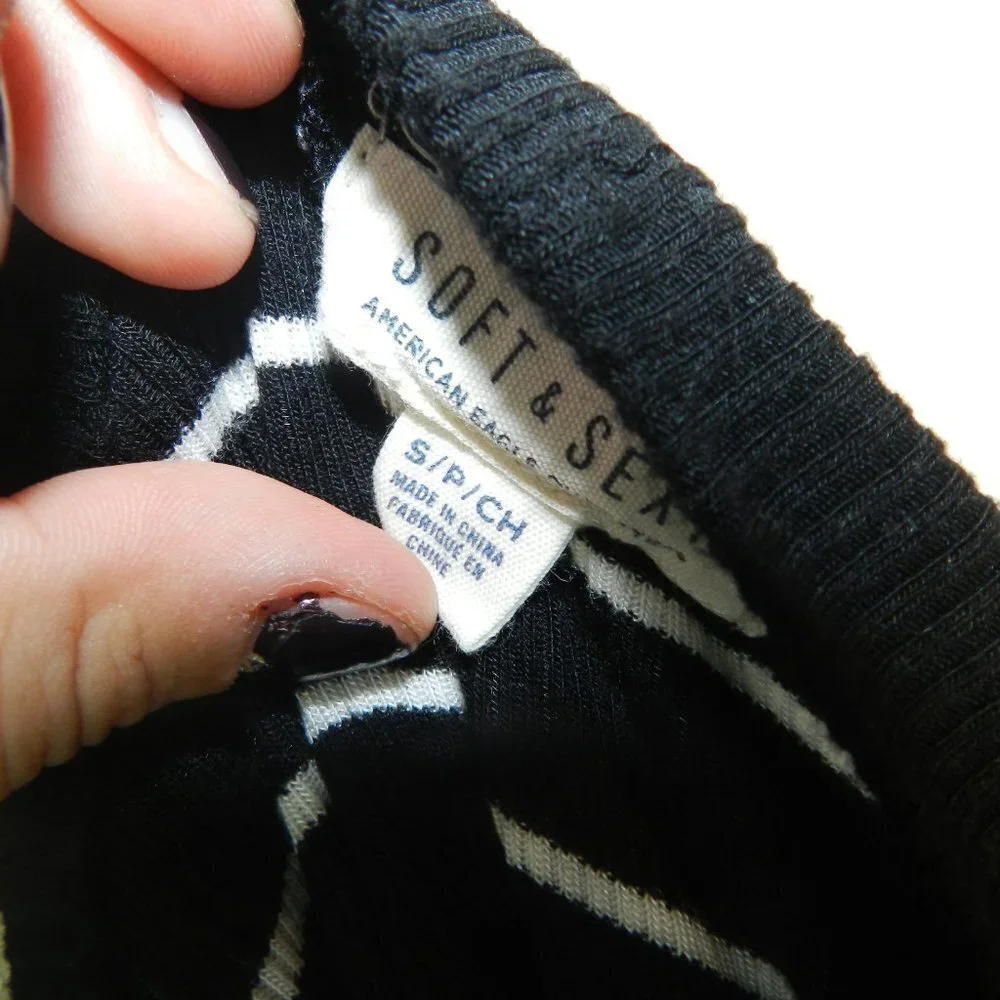 SOFT & SEX
AMERICAN EAGLE
S/P/CH
MADE IN CHINA
FABRIQUÉ EN
CHINE